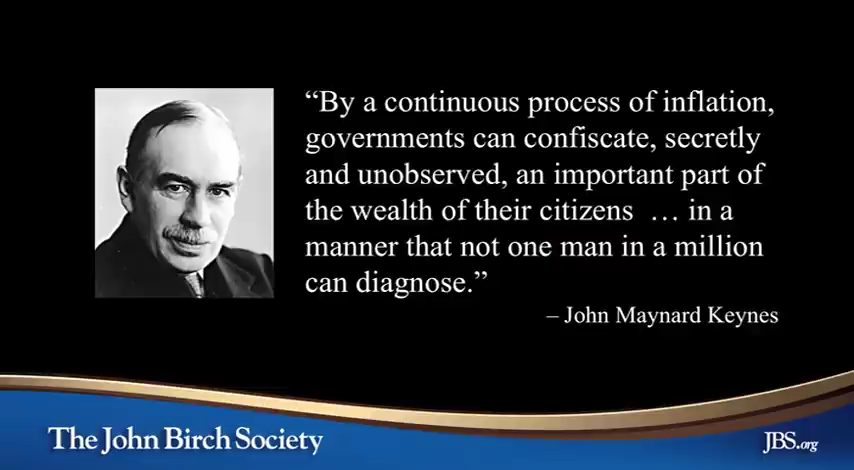 “By a continuous process of inflation,
governments can confiscate, secretly
and unobserved, an important part of
the wealth of their citizens … in a
manner that not one man in a million
can diagnose.”
– John Maynard Keynes
The John Birch Society
JBS.org